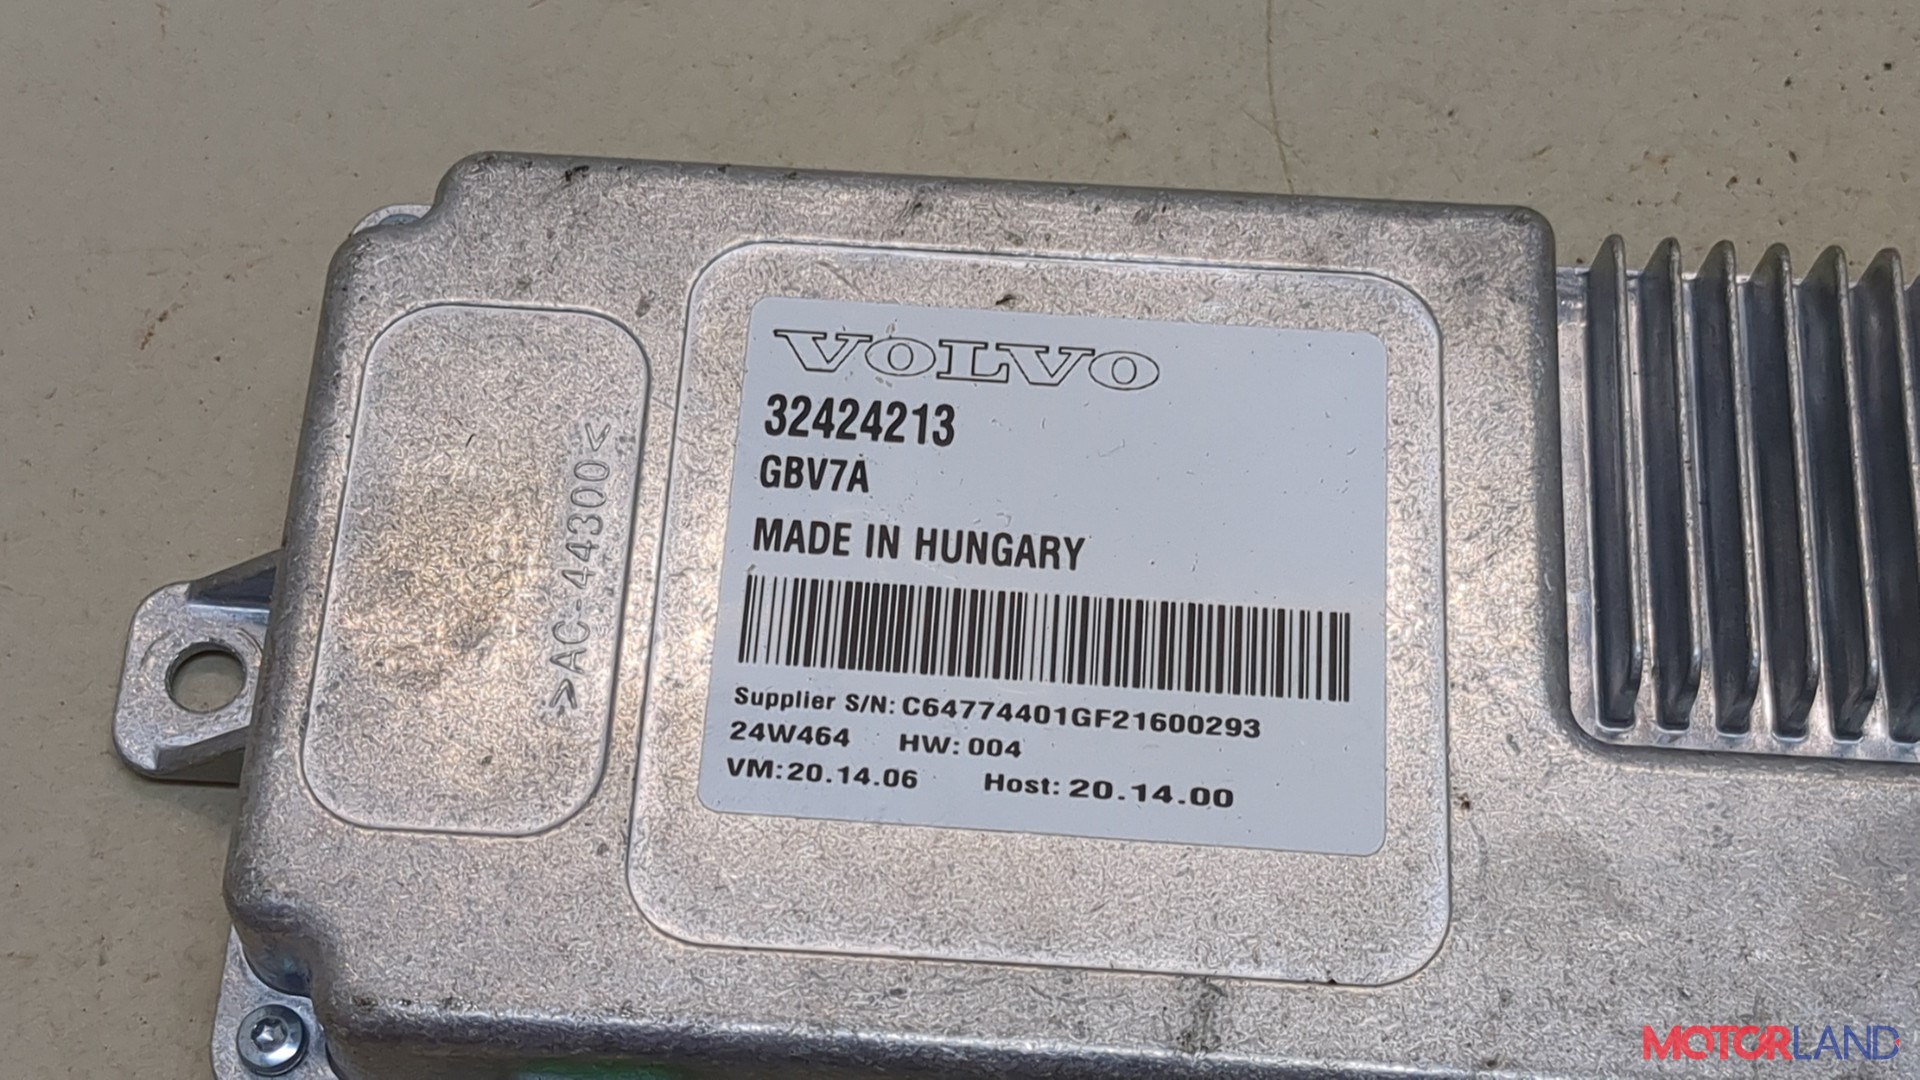 VOLVO
32424213
GBV7A
MADE IN HUNGARY
Supplier S/N: C64774401GF21600293
24W464 HW: 004
VM:20.14.06 Host: 20.14.00
>AC-44300<
MOTORLAND